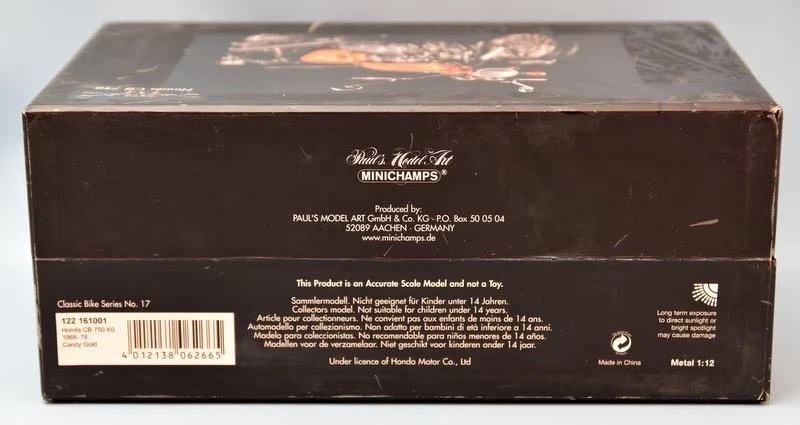 Honda CB 750
Paul's Model Art
MINICHAMPS®
Produced by:
PAUL'S MODEL ART GmbH & Co. KG - P.O. Box 50 05 04
52089 AACHEN - GERMANY
www.minichamps.de
This Product is an Accurate Scale Model and not a Toy.
Classic Bike Series No. 17
122 161001
Honda CB 750 K0
1968-78
Candy Gold
4 012138 062665
Sammlermodell. Nicht geeignet für Kinder unter 14 Jahren.
Collectors model. Not suitable for children under 14 years.
Article pour collectionneurs. Ne convient pas aux enfants de moins de 14 ans.
Automodello per collezionismo. Non adatto per bambini di età inferiore a 14 anni.
Modelo para coleccionistas. No recomendable para niños menores de 14 años.
Modellen voor de verzamelaar. Niet geschikt voor kinderen onder 14 jaar.
Under licence of Honda Motor Co., Ltd
Long term exposure
to direct sunlight or
bright spotlight
may cause damage
Made in China
Metal 1:12